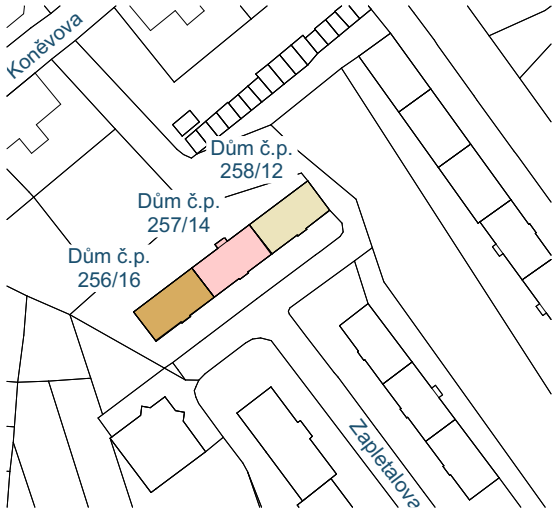 Koněvova
Dům č.p.
258/12
Dům č.p.
257/14
Dům č.p.
256/16
Zapletalova